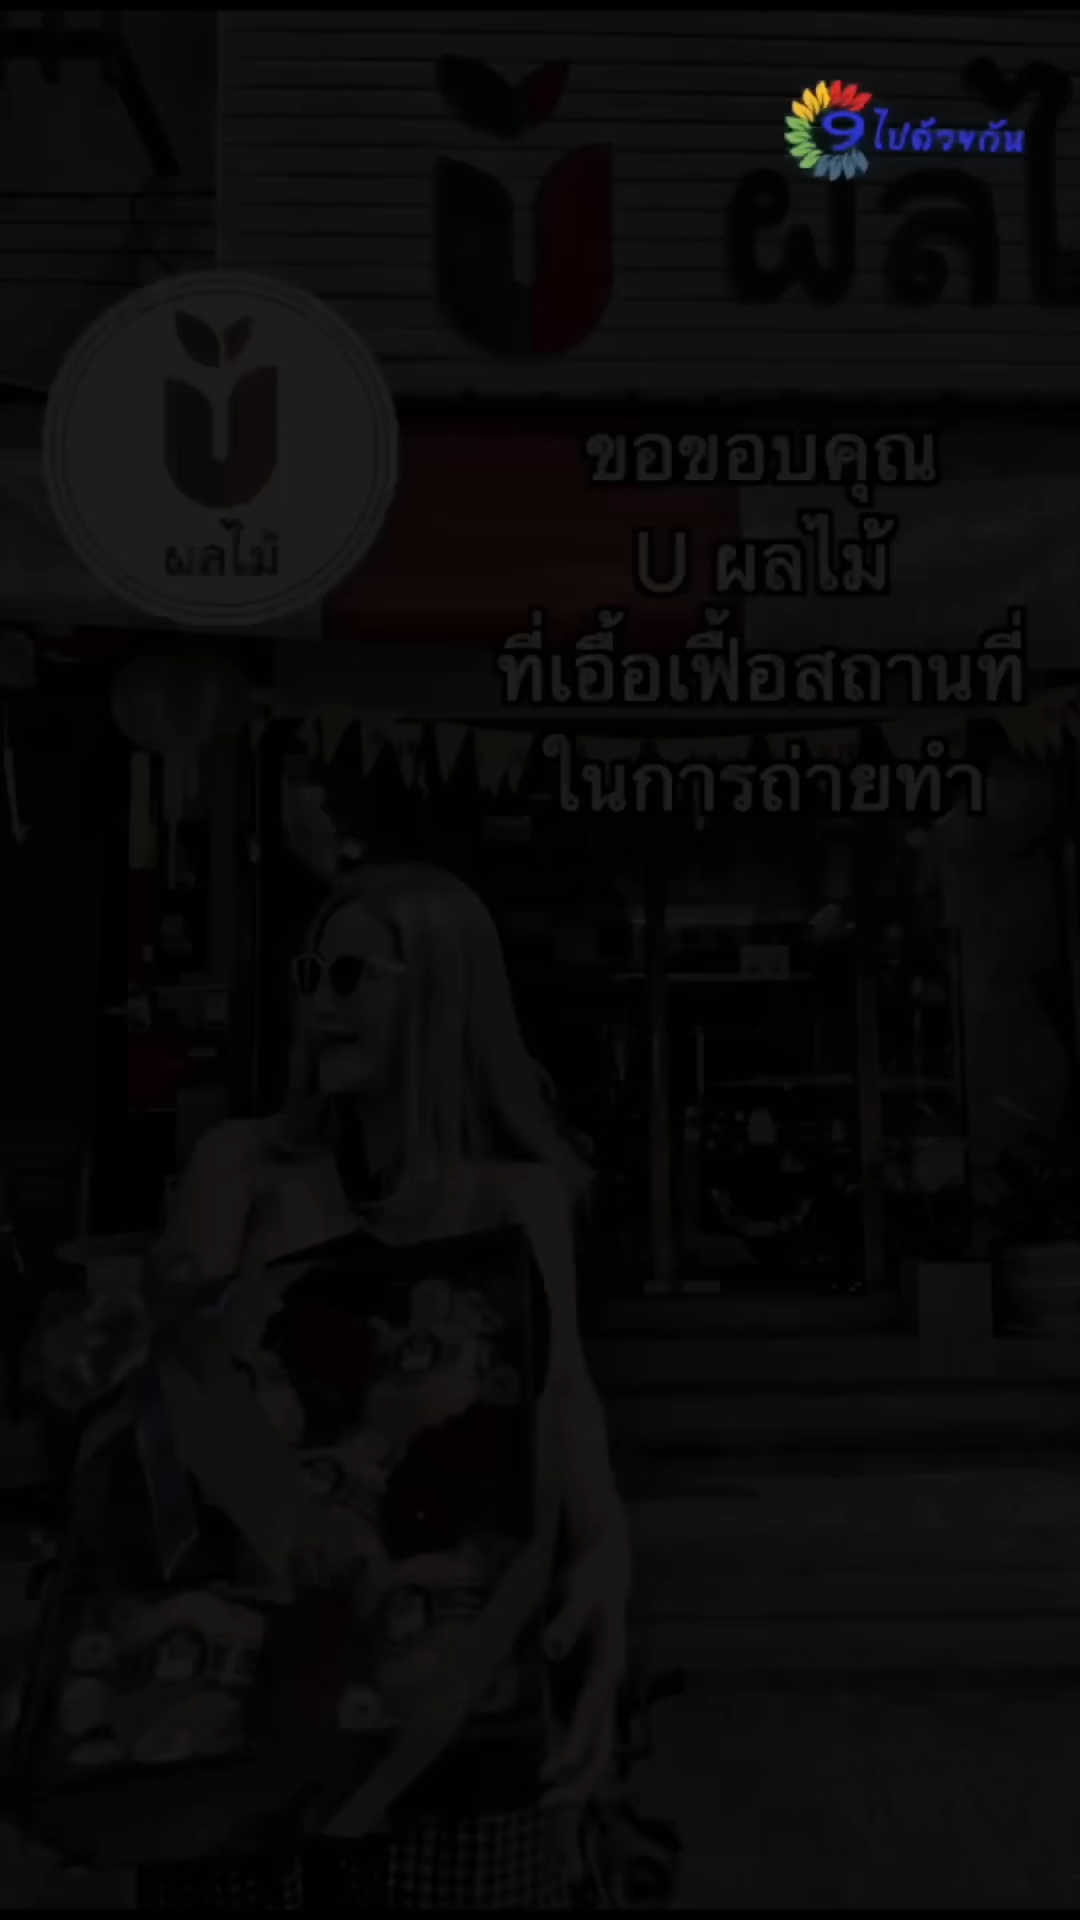 9 ไปด้วยกัน
ผลไ
ผลไม้
ขอขอบคุณ
U ผลไม้
ที่เอื้อเฟื้อสถานที่
ในการถ่ายทำ